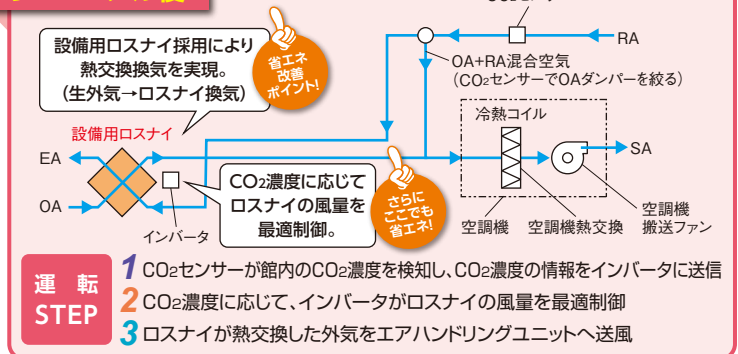 設備用ロスナイ採用により
熱交換換気を実現。
(生外気→ロスナイ換気)
省エネ
改善
ポイント!
RA
OA+RA混合空気
(CO2センサーでOAダンパーを絞る)
冷熱コイル
設備用ロスナイ
EA
OA
インバータ
CO2濃度に応じて
ロスナイの風量を
最適制御。
さらに
ここでも
省エネ!
SA
空調機
空調機熱交換
空調機
搬送ファン
運 転
STEP
1 CO2センサーが館内のCO2濃度を検知し、CO2濃度の情報をインバータに送信
2 CO2濃度に応じて、インバータがロスナイの風量を最適制御
3 ロスナイが熱交換した外気をエアハンドリングユニットへ送風